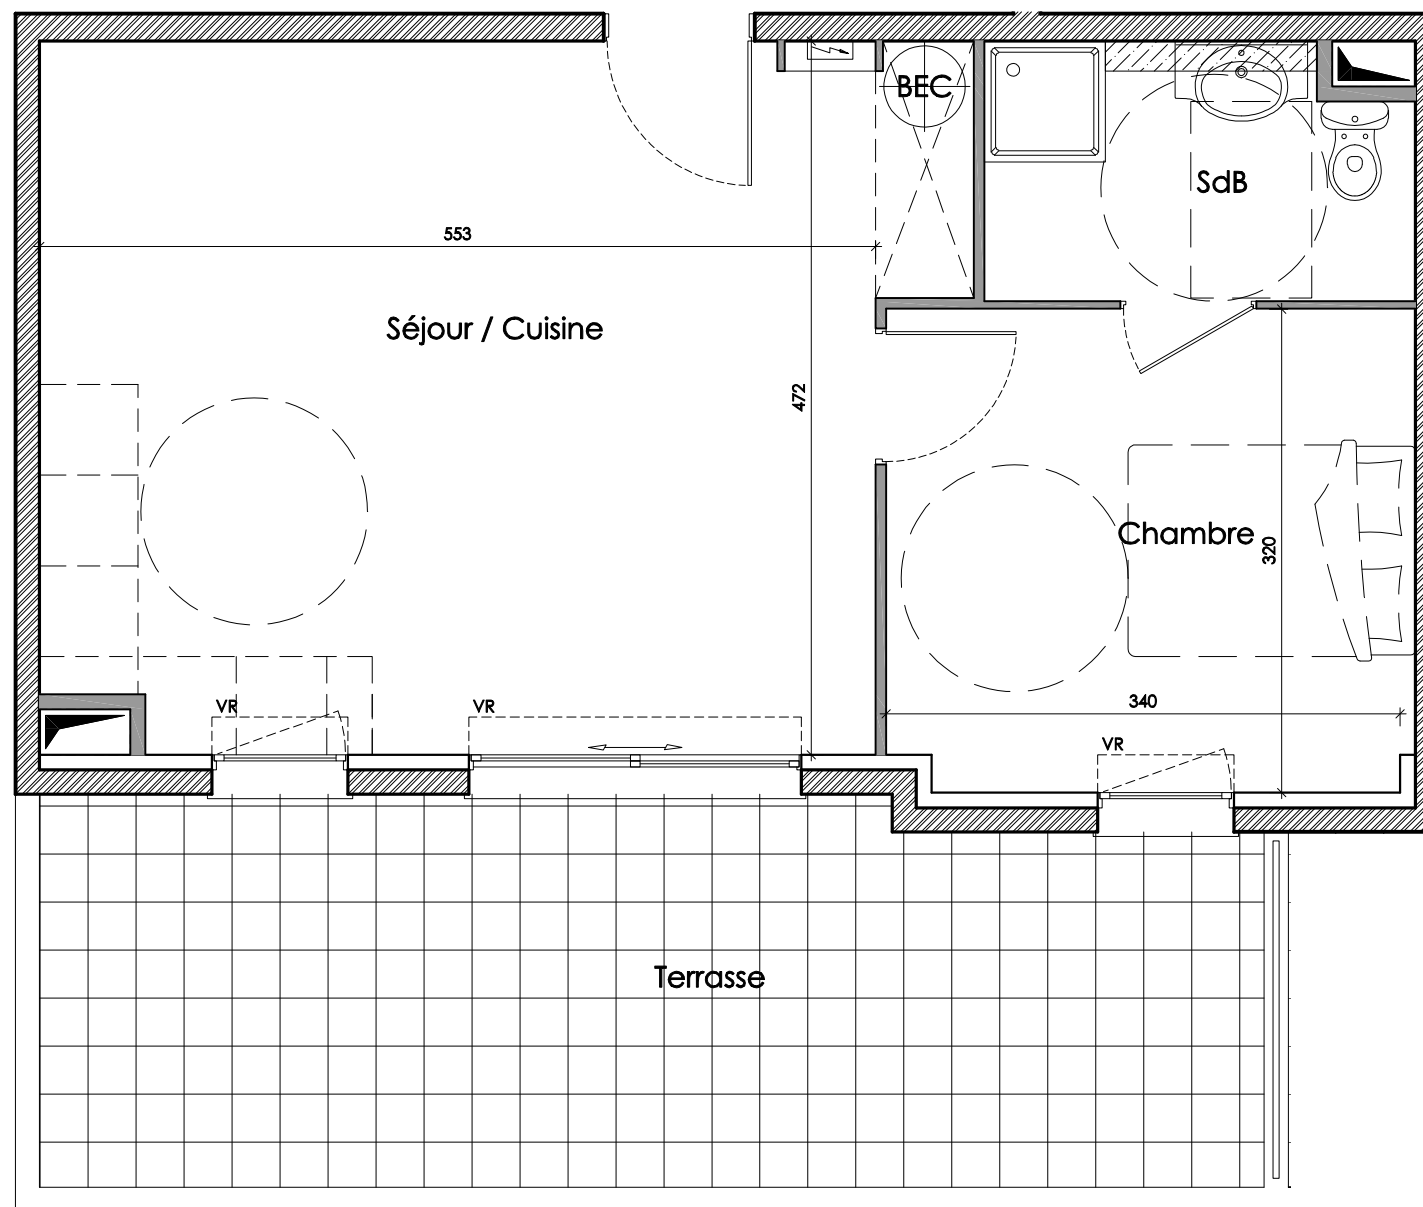 BEC
SdB
553
Séjour / Cuisine
472
Chambre
320
340
VR
VR
VR
Terrasse